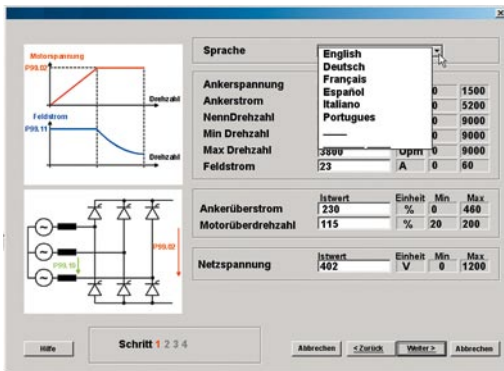 Sprache
English
Deutsch
Français
Español
Italiano
Portugues
Motorspannung
P99.02
Drehzahl
Feldstrom
P99.11
Drehzahl
Ankerspannung 0 1500
Ankerstrom 0 5200
NennDrehzahl 0 9000
Min Drehzahl 0 9000
Max Drehzahl 3800 Upm 0 9000
Feldstrom 23 A 0 60
P99.10
P99.02
Istwert Einheit Min Max
Ankerüberstrom 230 % 0 460
Motorüberdrehzahl 115 % 20 200
Istwert Einheit Min Max
Netzspannung 402 V 0 1200
Hilfe
Schritt 1 2 3 4
Abbrechen <Zurück Weiter > Abbrechen